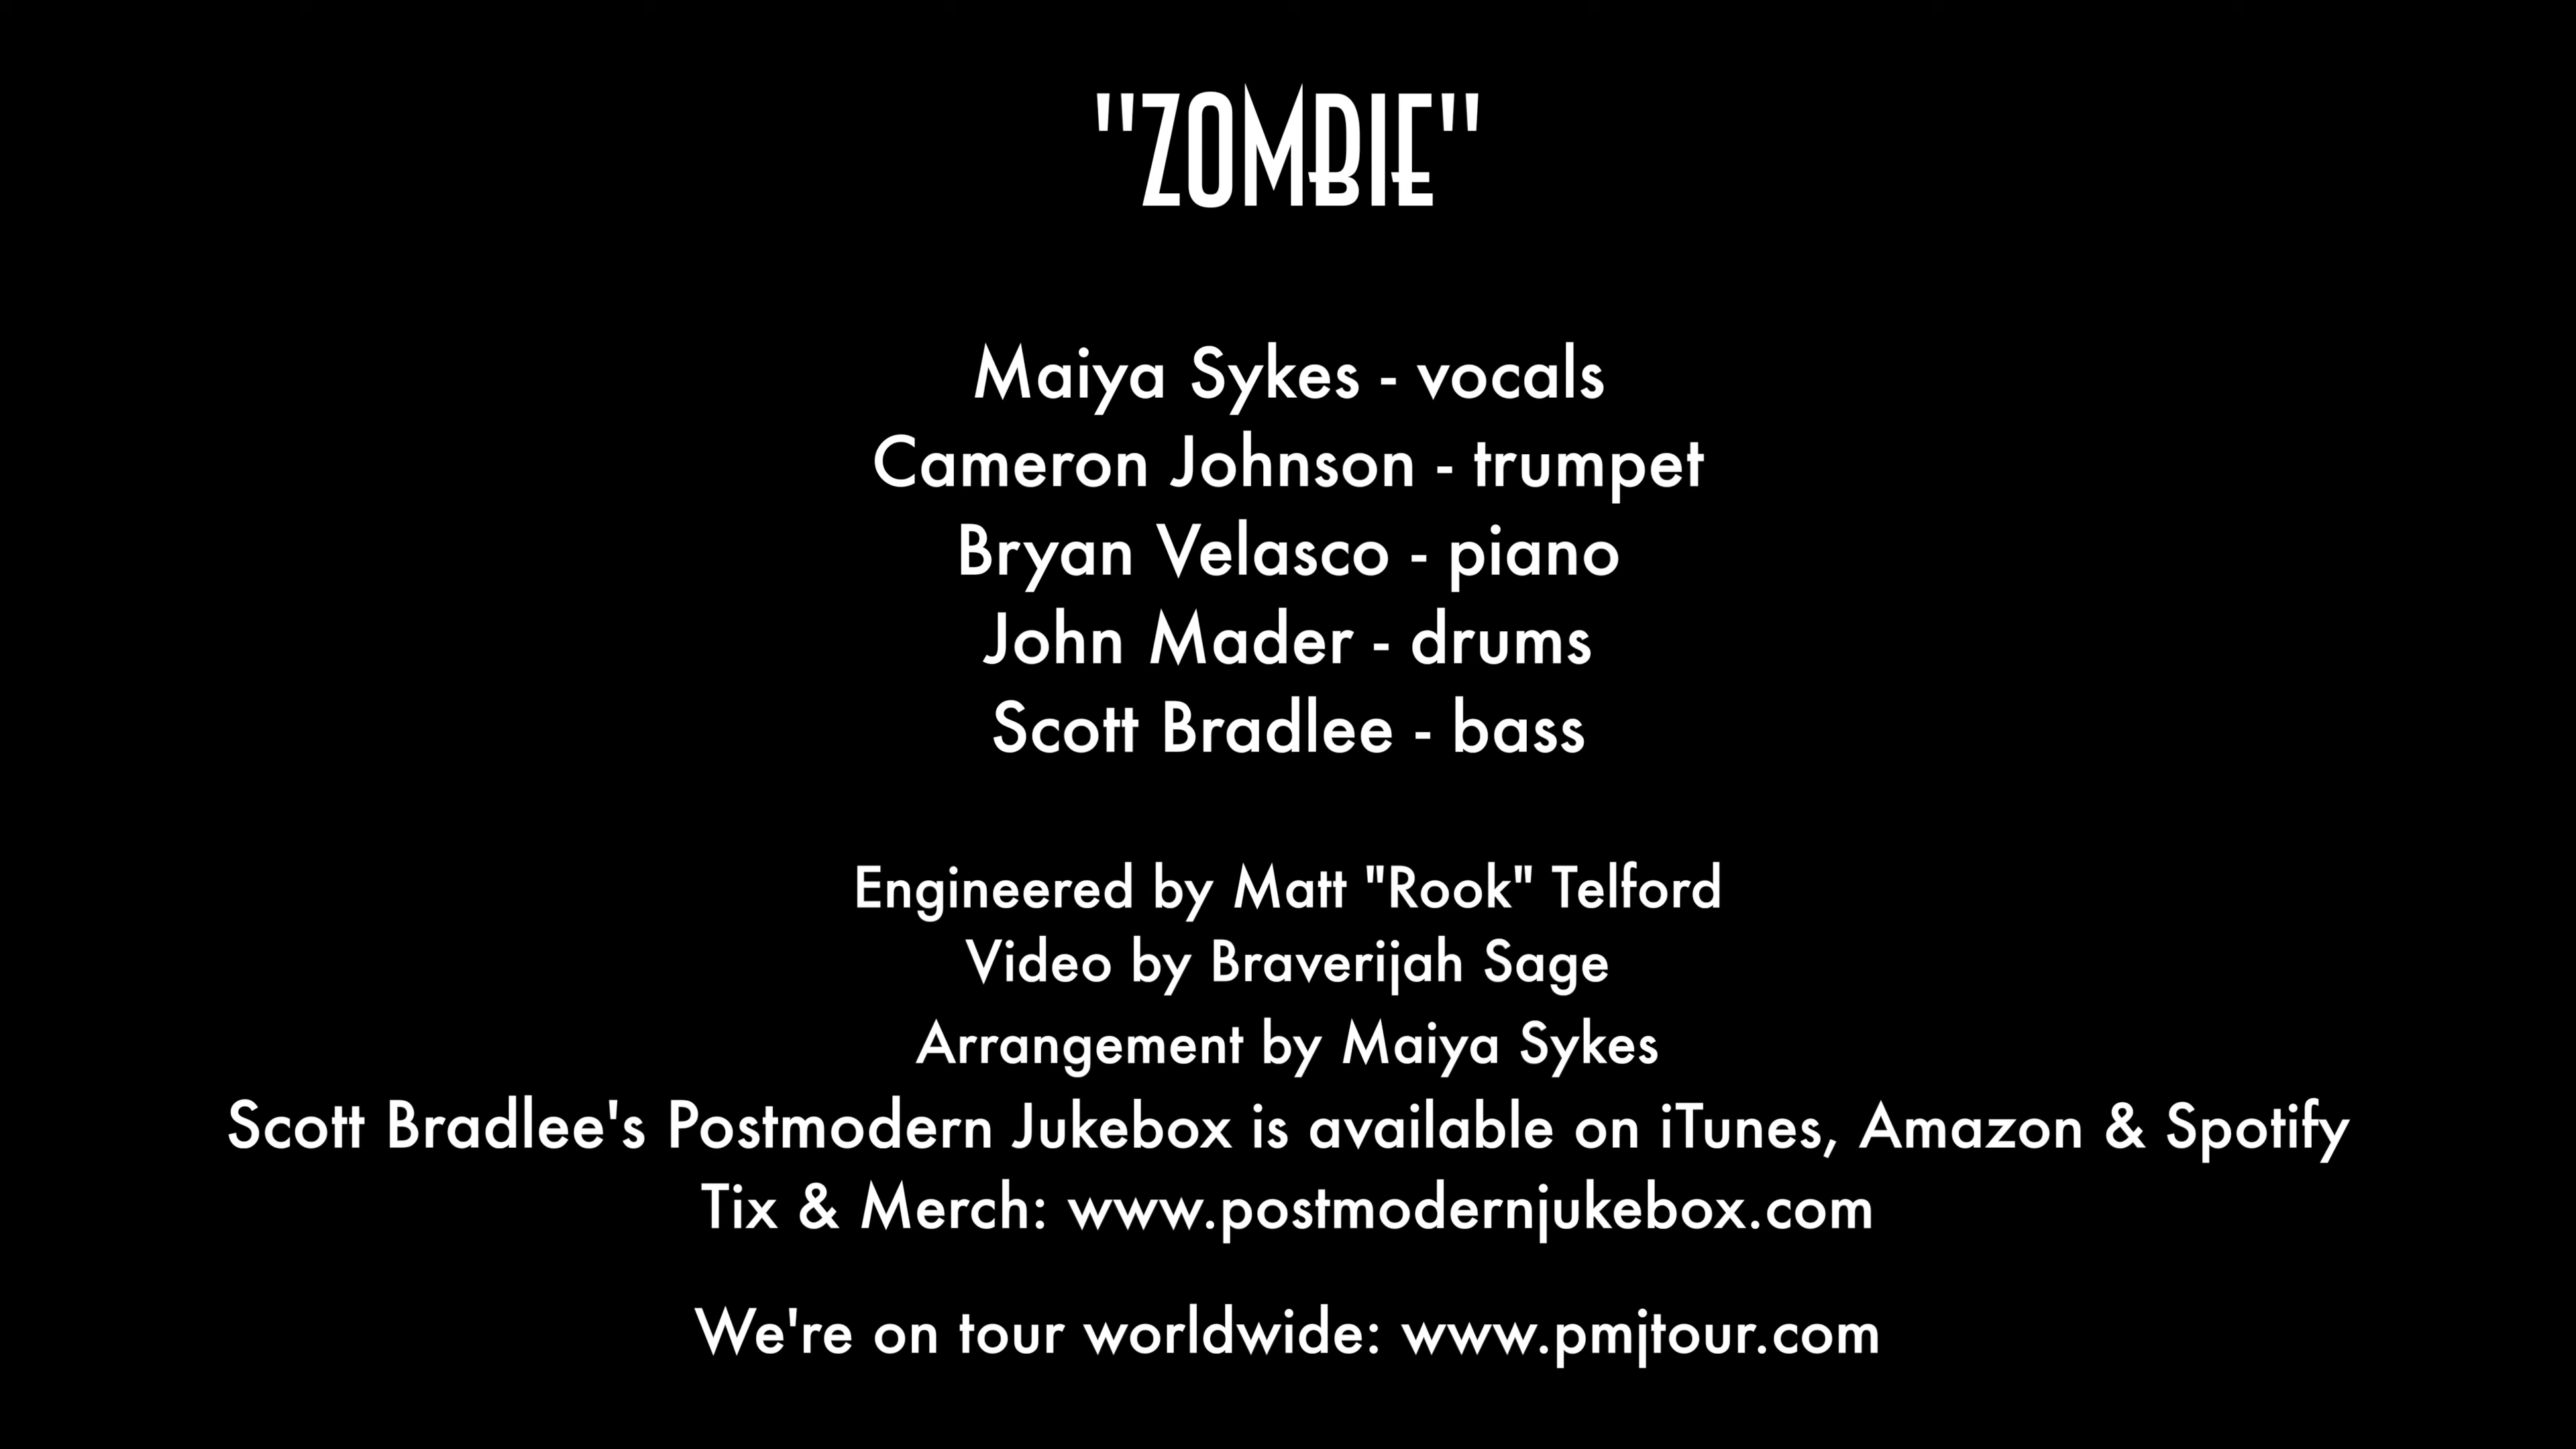 "ZOMBIE"
Maiya Sykes - vocals
Cameron Johnson - trumpet
Bryan Velasco - piano
John Mader - drums
Scott Bradlee - bass
Engineered by Matt "Rook" Telford
Video by Braverijah Sage
Arrangement by Maiya Sykes
Scott Bradlee's Postmodern Jukebox is available on iTunes, Amazon & Spotify
Tix & Merch: www.postmodernjukebox.com
We're on tour worldwide: www.pmjtour.com